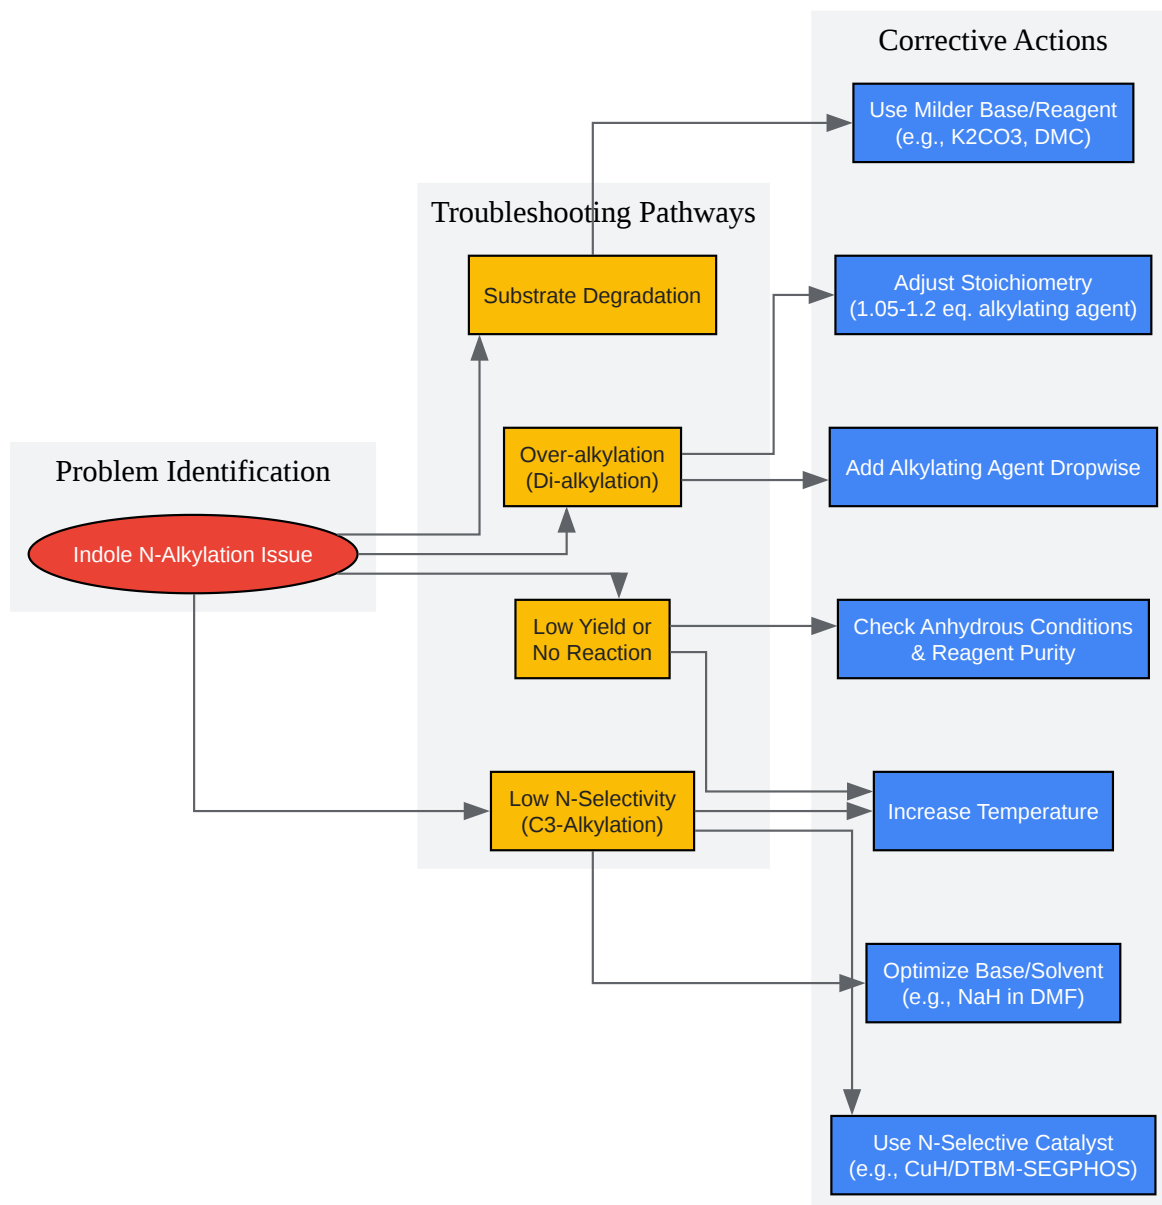 Corrective Actions
Use Milder Base/Reagent
(e.g., K2CO3, DMC)
Troubleshooting Pathways
Substrate Degradation
Adjust Stoichiometry
(1.05-1.2 eq. alkylating agent)
Over-alkylation
(Di-alkylation)
Add Alkylating Agent Dropwise
Problem Identification
Indole N-Alkylation Issue
Low Yield or
No Reaction
Check Anhydrous Conditions
& Reagent Purity
Low N-Selectivity
(C3-Alkylation)
Increase Temperature
Optimize Base/Solvent
(e.g., NaH in DMF)
Use N-Selective Catalyst
(e.g., CuH/DTBM-SEGPHOS)